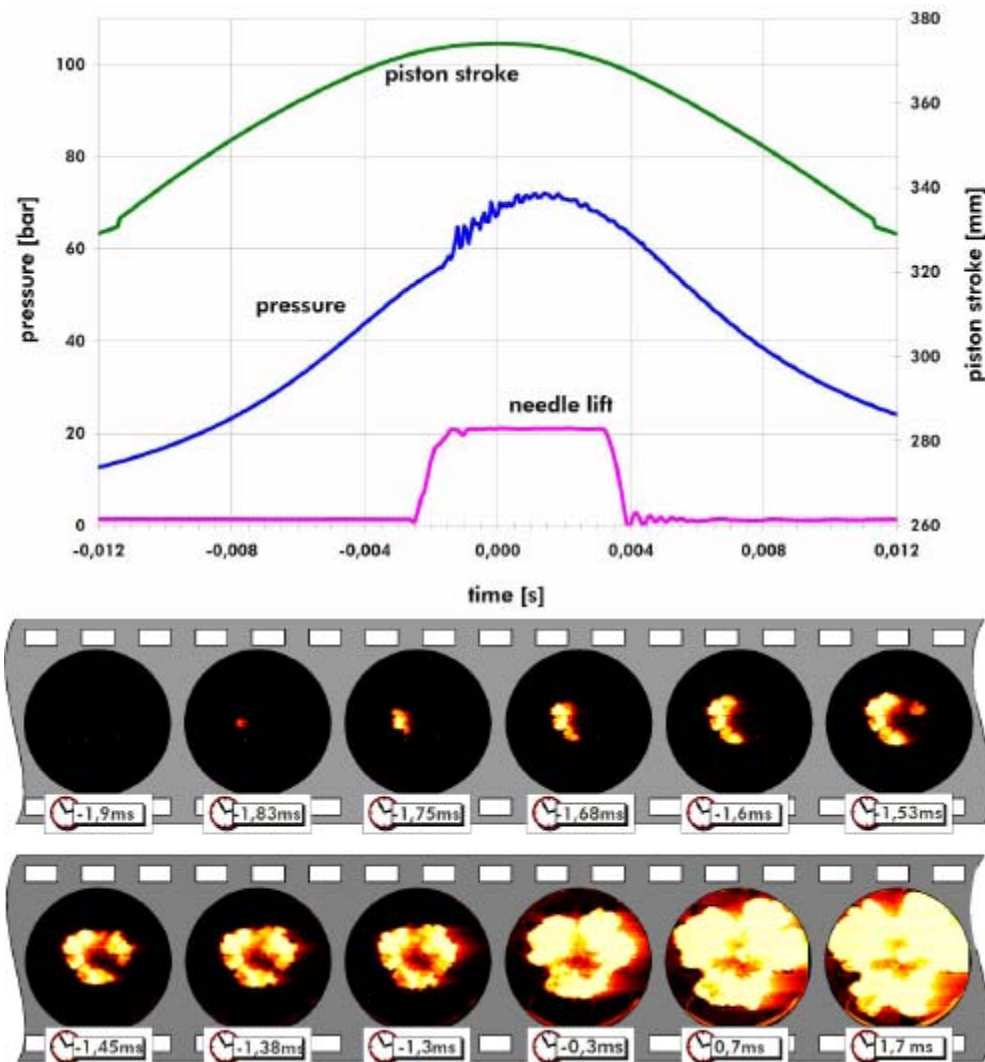 380
100
piston stroke
360
80
340
60
320
pressure
40
300
needle lift
20
280
0
260
pressure [bar]
piston stroke [mm]
-0,012 -0,008 -0,004 0,000 0,004 0,008 0,012
time [s]
-1,9ms -1,83ms -1,75ms -1,68ms -1,6ms -1,53ms
-1,45ms -1,38ms -1,3ms -0,3ms 0,7ms 1,7 ms